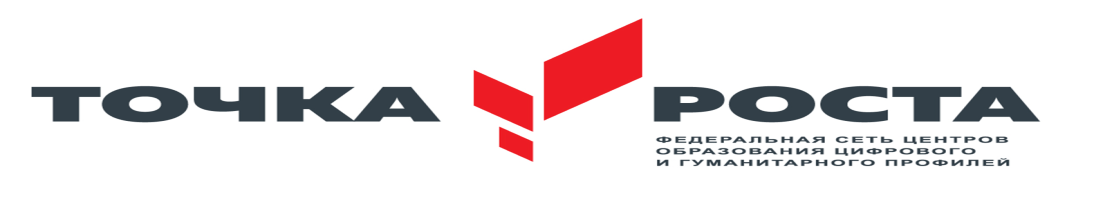 ТОЧКА РОСТА
ФЕДЕРАЛЬНАЯ СЕТЬ ЦЕНТРОВ
ОБРАЗОВАНИЯ ЦИФРОВОГО
И ГУМАНИТАРНОГО ПРОФИЛЕЙ